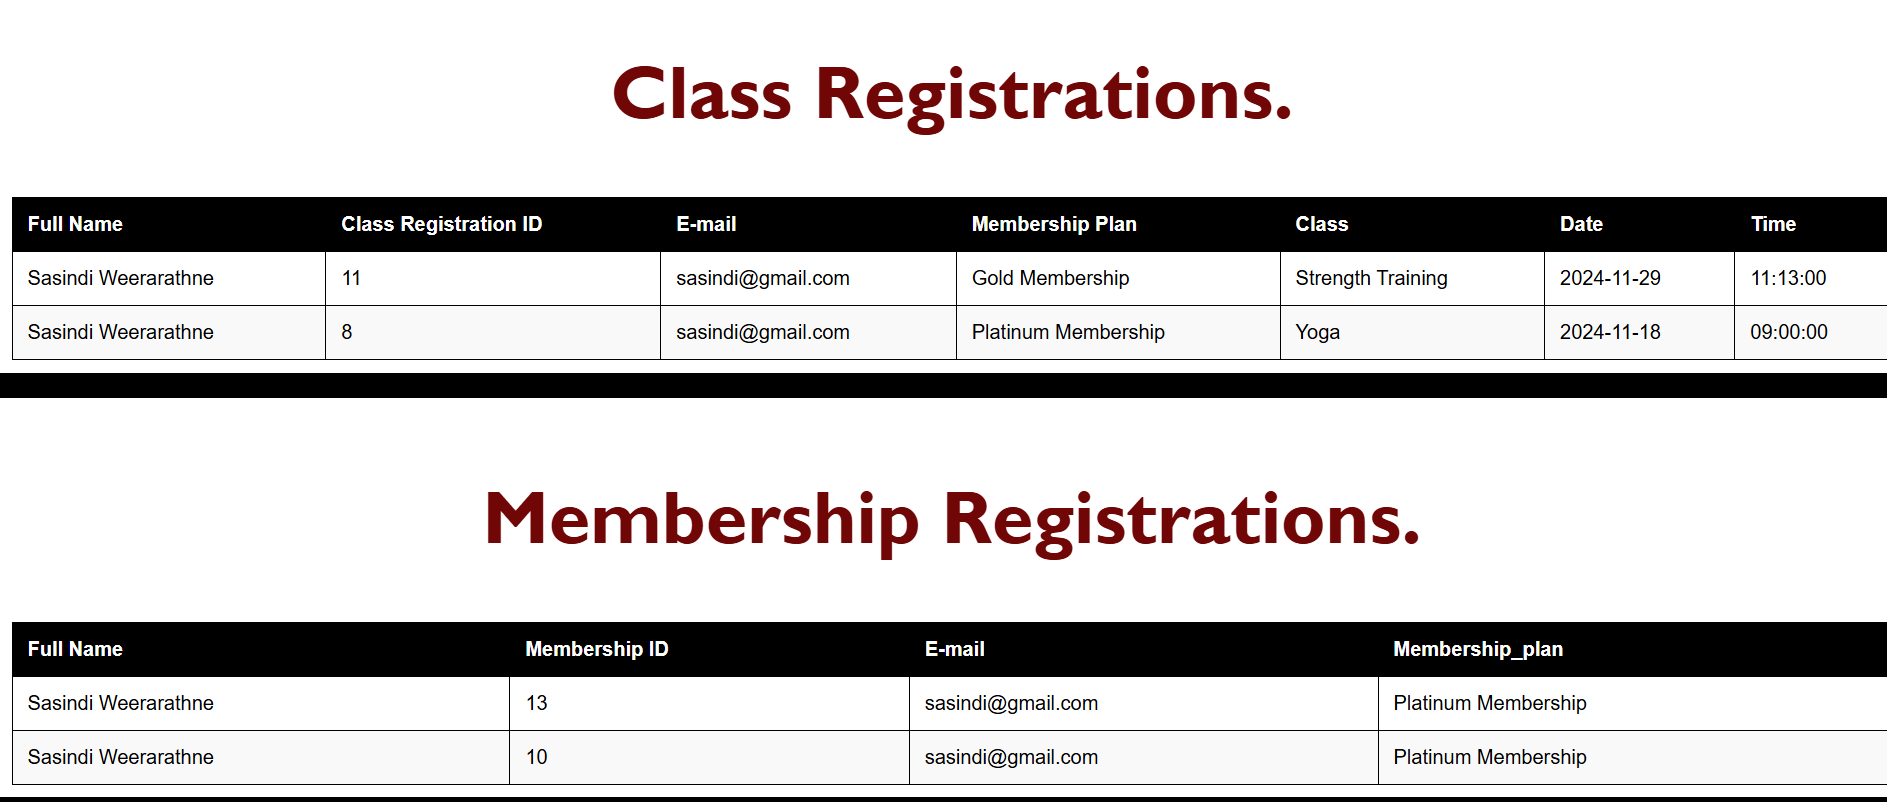 Class Registrations.
Full Name Class Registration ID E-mail Membership Plan Class Date Time
Sasindi Weerarathne 11 sasindi@gmail.com Gold Membership Strength Training 2024-11-29 11:13:00
Sasindi Weerarathne 8 sasindi@gmail.com Platinum Membership Yoga 2024-11-18 09:00:00
Membership Registrations.
Full Name Membership ID E-mail Membership_plan
Sasindi Weerarathne 13 sasindi@gmail.com Platinum Membership
Sasindi Weerarathne 10 sasindi@gmail.com Platinum Membership